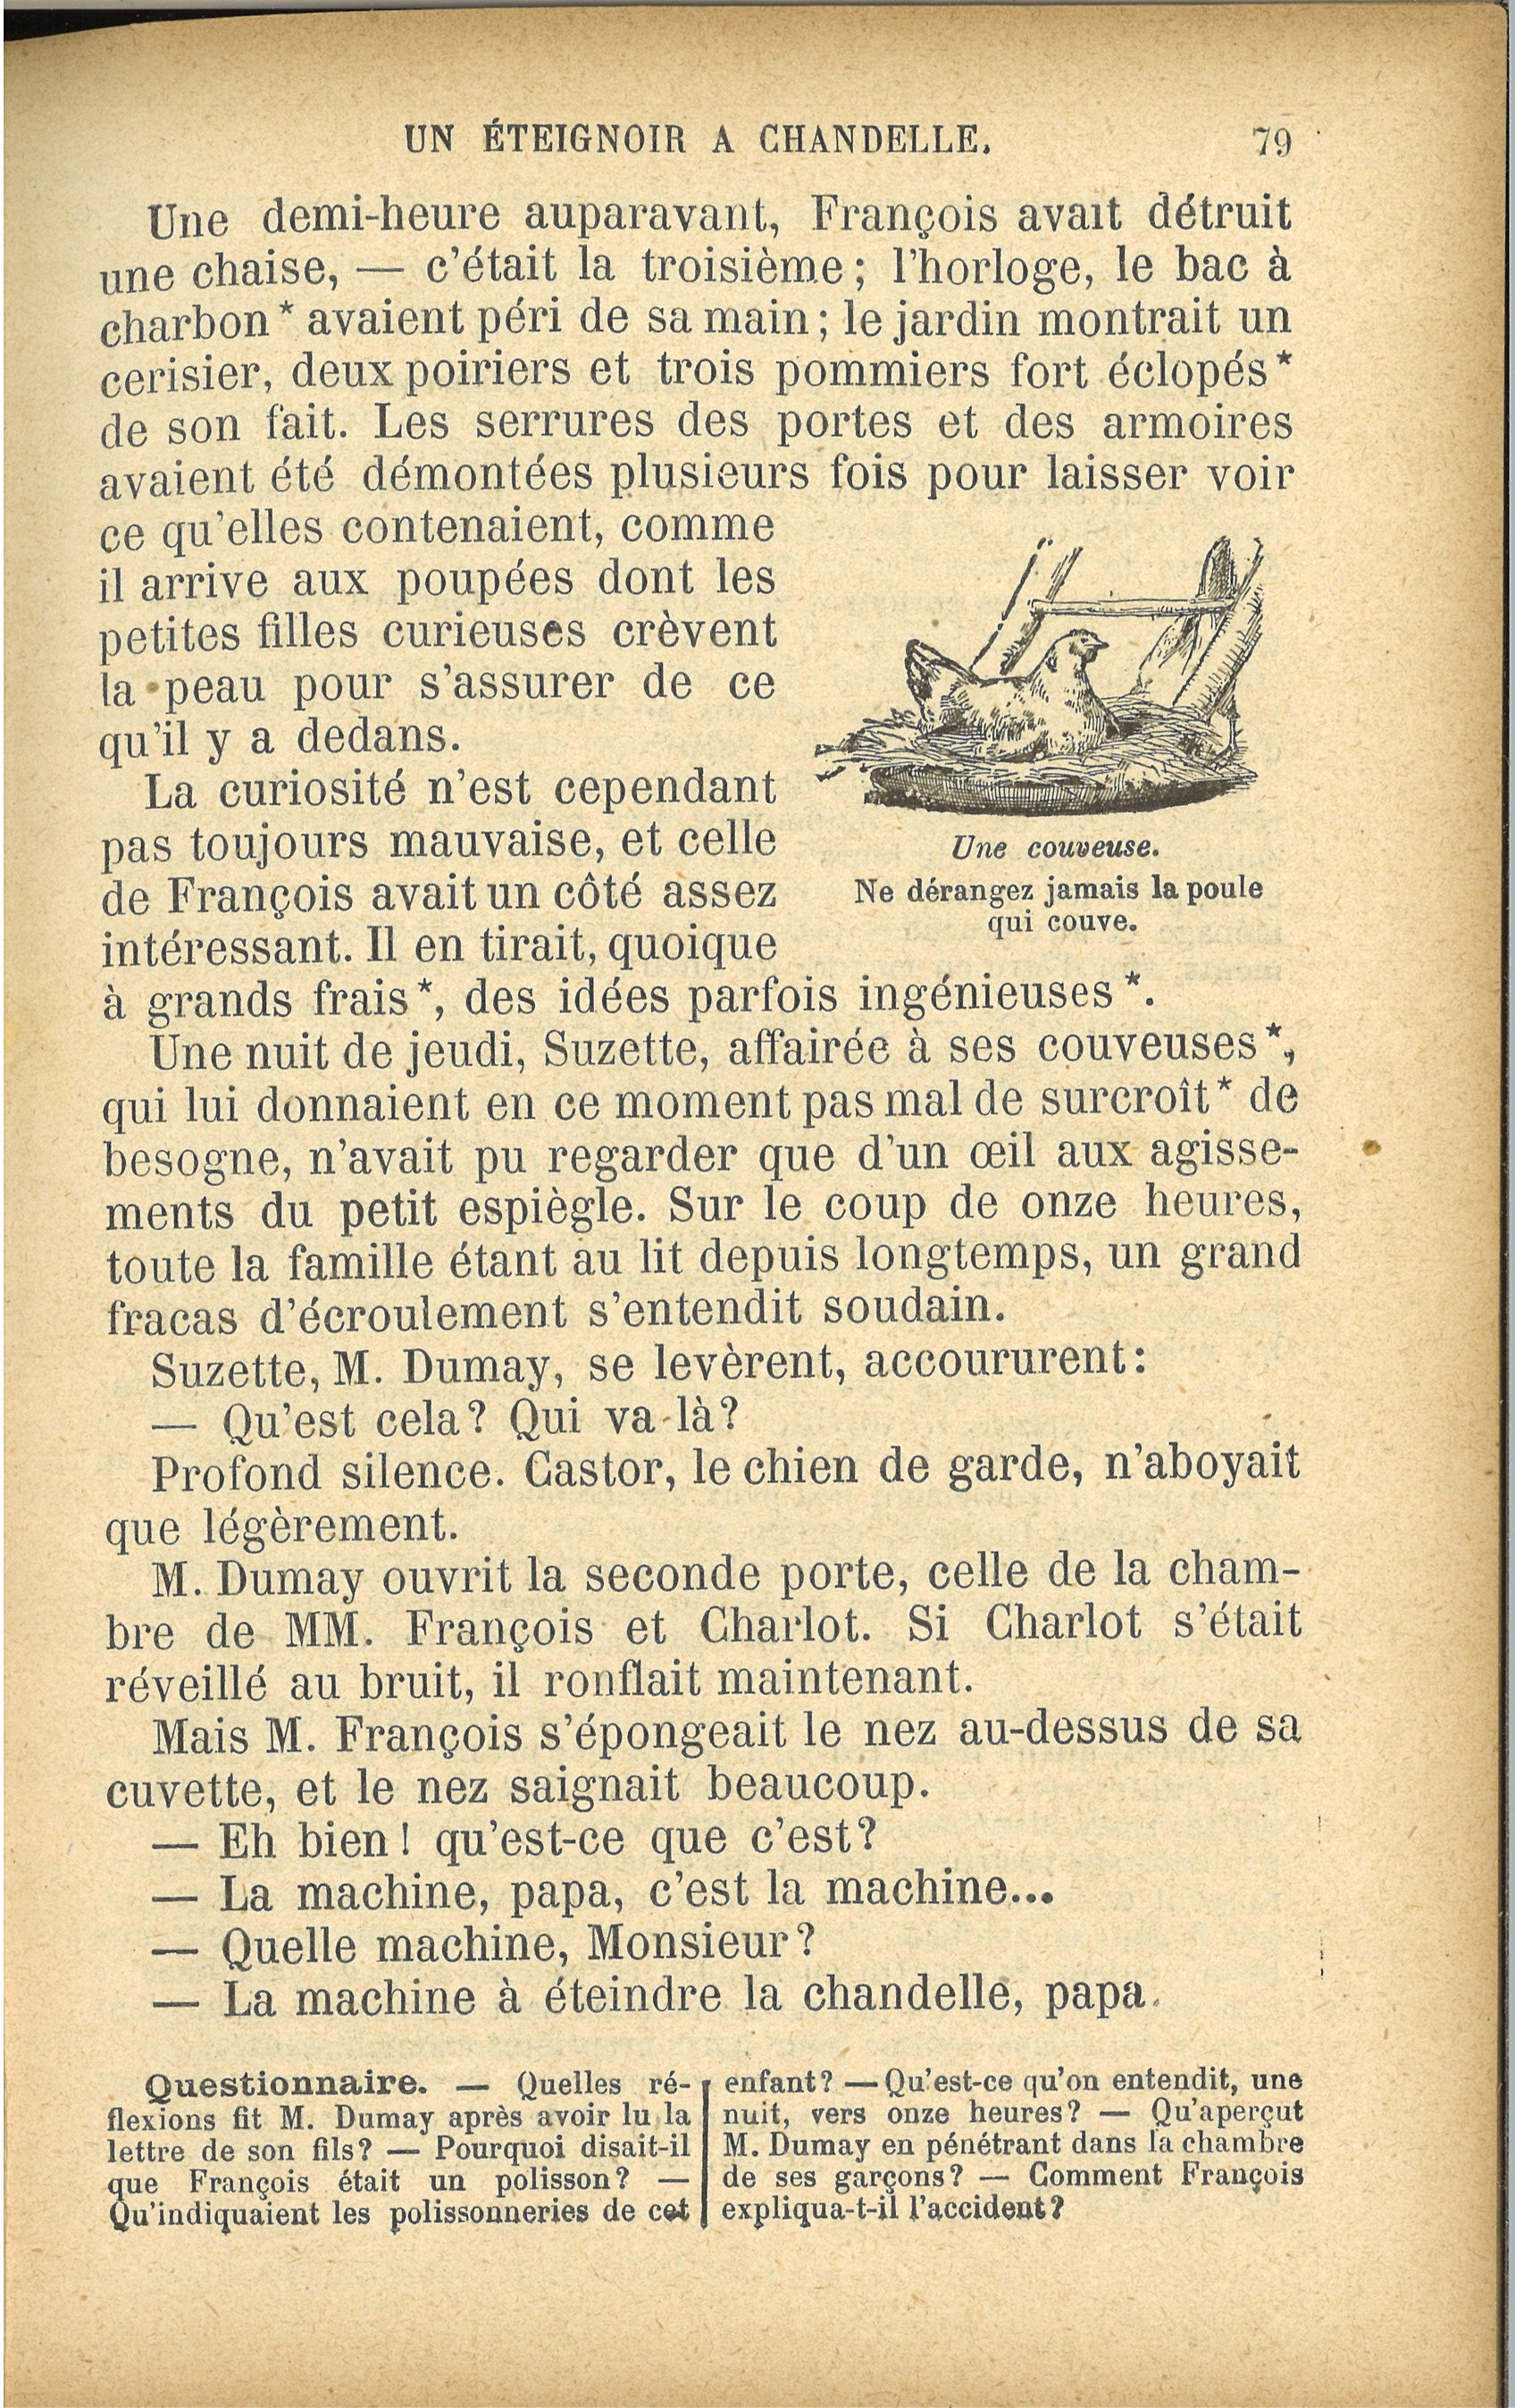 UN ÉTEIGNOIR A CHANDELLE. 79
Une demi-heure auparavant, François avait détruit
une chaise, — c'était la troisième ; l'horloge, le bac à
charbon * avaient péri de sa main ; le jardin montrait un
cerisier, deux poiriers et trois pommiers fort éclopés *
de son fait. Les serrures des portes et des armoires
avaient été démontées plusieurs fois pour laisser voir
ce qu'elles contenaient, comme
il arrive aux poupées dont les
petites filles curieuses crèvent
la peau pour s'assurer de ce
qu'il y a dedans.
La curiosité n'est cependant
pas toujours mauvaise, et celle
de François avait un côté assez
intéressant. Il en tirait, quoique
à grands frais *, des idées parfois ingénieuses *.
Une couveuse.
Ne dérangez jamais la poule
qui couve.
Une nuit de jeudi, Suzette, affairée à ses couveuses *,
qui lui donnaient en ce moment pas mal de surcroît * de
besogne, n'avait pu regarder que d'un œil aux agisse-
ments du petit espiègle. Sur le coup de onze heures,
toute la famille étant au lit depuis longtemps, un grand
fracas d'écroulement s'entendit soudain.
Suzette, M. Dumay, se levèrent, accoururent :
— Qu'est cela ? Qui va là ?
Profond silence. Castor, le chien de garde, n'aboyait
que légèrement.
M. Dumay ouvrit la seconde porte, celle de la cham-
bre de MM. François et Charlot. Si Charlot s'était
réveillé au bruit, il ronflait maintenant.
Mais M. François s'épongeait le nez au-dessus de sa
cuvette, et le nez saignait beaucoup.
— Eh bien ! qu'est-ce que c'est ?
— La machine, papa, c'est la machine...
— Quelle machine, Monsieur ?
— La machine à éteindre la chandelle, papa.
Questionnaire. — Quelles ré-
flexions fit M. Dumay après avoir lu la
lettre de son fils ? — Pourquoi disait-il
que François était un polisson ? —
Qu'indiquaient les polissonneries de cet
enfant ? — Qu'est-ce qu'on entendit, une
nuit, vers onze heures ? — Qu'aperçut
M. Dumay en pénétrant dans la chambre
de ses garçons ? — Comment François
expliqua-t-il l'accident ?